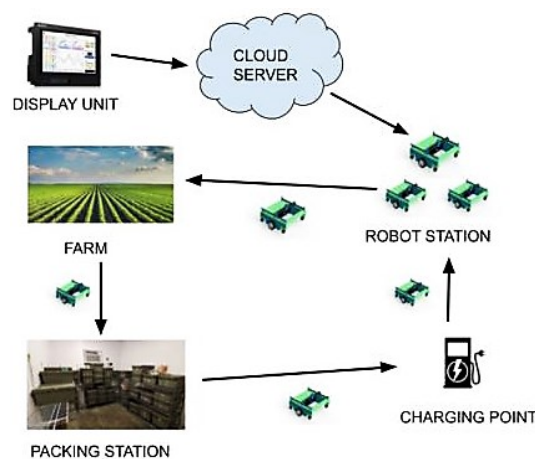 CLOUD
SERVER
DISPLAY UNIT
FARM
ROBOT STATION
PACKING STATION
CHARGING POINT